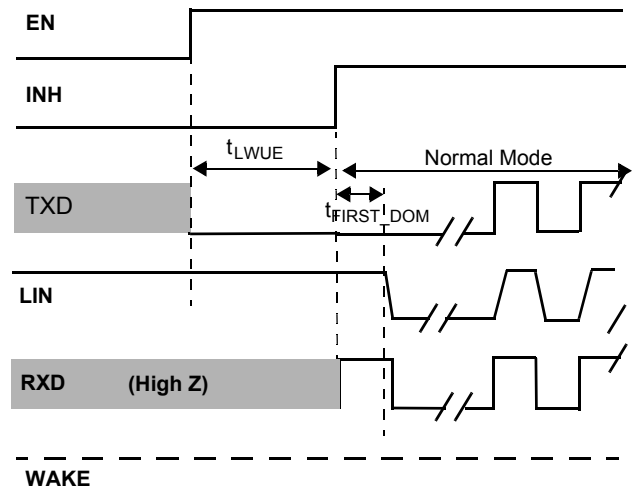 EN
INH
tLWUE
Normal Mode
TXD
tFIRST_DOM
LIN
RXD (High Z)
WAKE